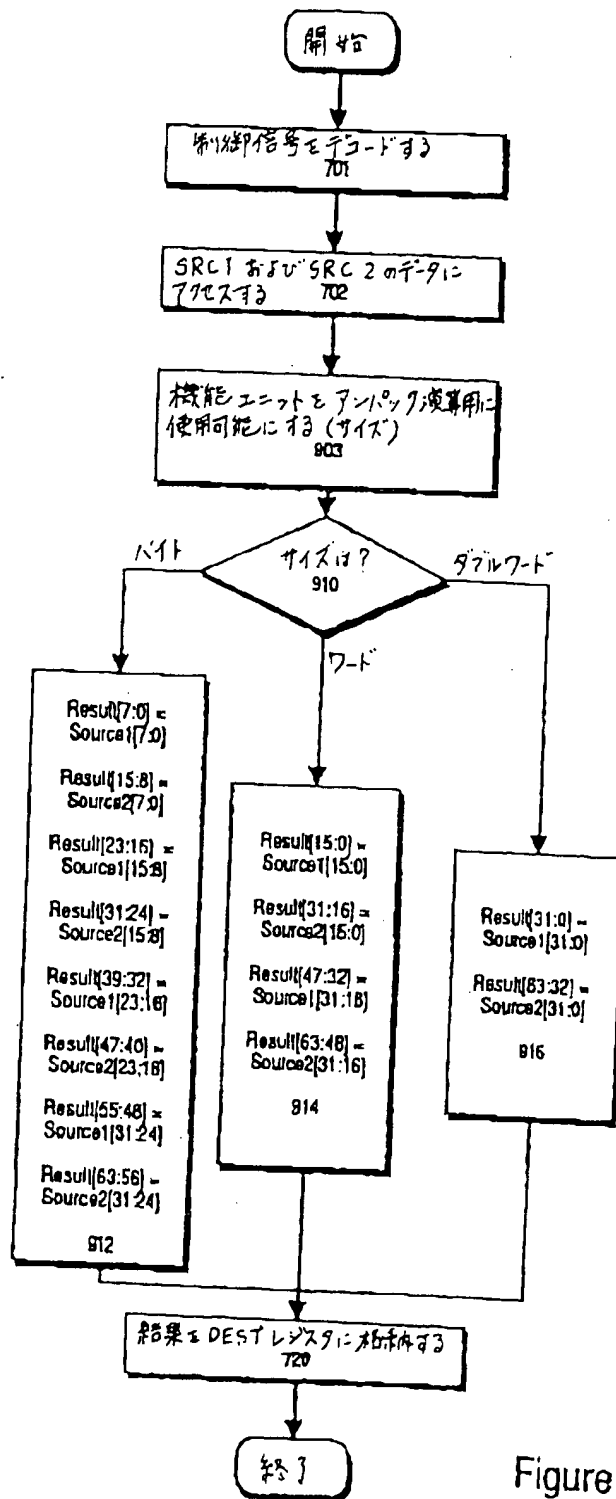 開始
制御信号をデコードする
701
SRC1 および SRC 2 のデータに
アクセスする 702
機能ユニットをアンパック演算用に
使用可能にする (サイズ)
903
サイズは?
910
バイト
ワード
ダブルワード
Result[7:0] =
Source1[7:0]
Result[15:8] =
Source2[7:0]
Result[23:16] =
Source1[15:8]
Result[31:24] =
Source2[15:8]
Result[39:32] =
Source1[23:16]
Result[47:40] =
Source2[23:16]
Result[55:48] =
Source1[31:24]
Result[63:56] =
Source2[31:24]
912
Result[15:0] =
Source1[15:0]
Result[31:16] =
Source2[15:0]
Result[47:32] =
Source1[31:16]
Result[63:48] =
Source2[31:16]
914
Result[31:0] =
Source1[31:0]
Result[63:32] =
Source2[31:0]
916
結果を DEST レジスタに格納する
720
終了
Figure